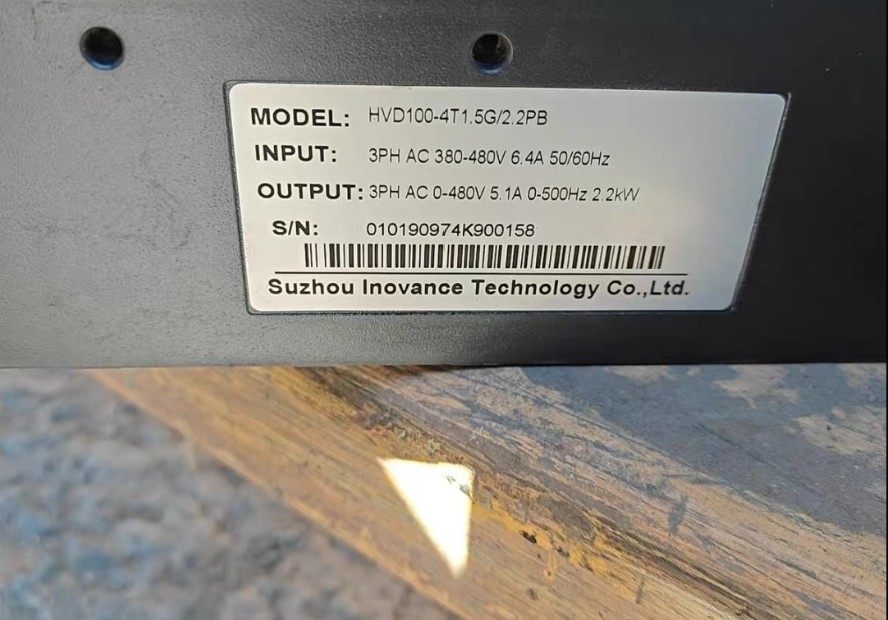 MODEL: HVD100-4T1.5G/2.2PB
INPUT: 3PH AC 380-480V 6.4A 50/60Hz
OUTPUT: 3PH AC 0-480V 5.1A 0-500Hz 2.2kW
S/N: 010190974K900158
Suzhou Inovance Technology Co.,Ltd.